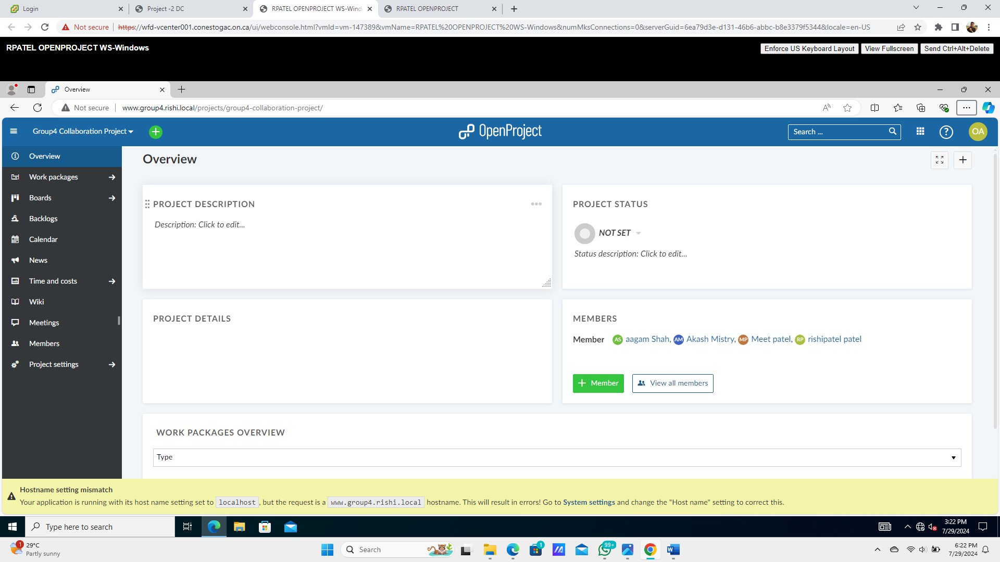 Login
Project -2 DC
RPATEL OPENPROJECT WS-Wind
RPATEL OPENPROJECT
Not secure
https://wfd-vcenter001.conestogac.on.ca/ui/webconsole.html?vmId=vm-147389&vmName=RPATEL%20OPENPROJECT%20WS-Windows&numMksConnections=0&serverGuid=6ea79d3e-d131-46b6-abbc-b8e3379f5344&locale=en-US
RPATEL OPENPROJECT WS-Windows
Enforce US Keyboard Layout
View Fullscreen
Send Ctrl+Alt+Delete
Overview
Not secure
www.group4.rishi.local/projects/group4-collaboration-project/
Group4 Collaboration Project
OpenProject
Search ...
OA
Overview
Work packages
Boards
Backlogs
Calendar
News
Time and costs
Wiki
Meetings
Members
Project settings
Overview
PROJECT DESCRIPTION
Description: Click to edit...
PROJECT STATUS
NOT SET
Status description: Click to edit...
PROJECT DETAILS
MEMBERS
Member AS aagam Shah, AM Akash Mistry, MP Meet patel, RP rishipatel patel
+ Member
View all members
WORK PACKAGES OVERVIEW
Type
Hostname setting mismatch
Your application is running with its host name setting set to localhost, but the request is a www.group4.rishi.local hostname. This will result in errors! Go to System settings and change the "Host name" setting to correct this.
Type here to search
3:22 PM
7/29/2024
1
29°C
Partly sunny
Search
1
99+
6:22 PM
7/29/2024